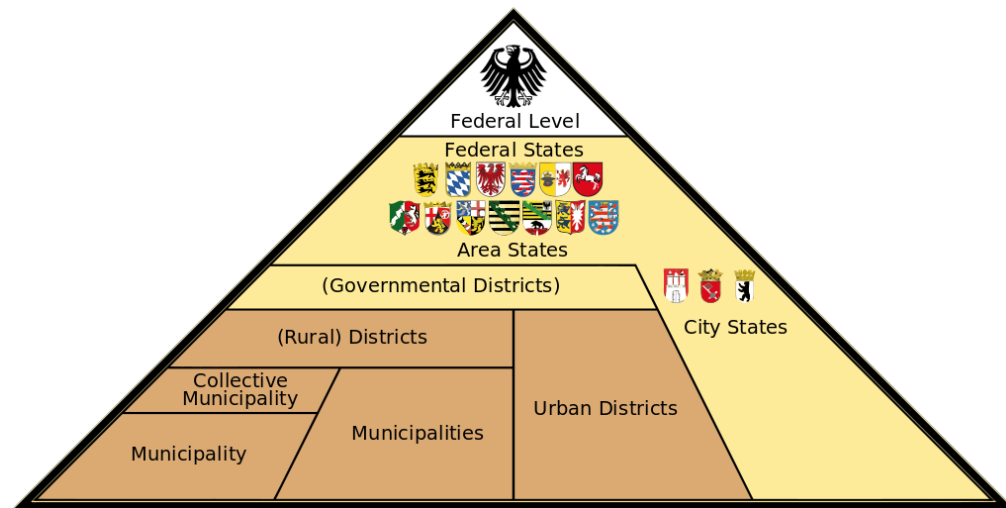 Federal Level
Federal States
Area States
(Governmental Districts)
City States
(Rural) Districts
Collective
Municipality
Urban Districts
Municipalities
Municipality